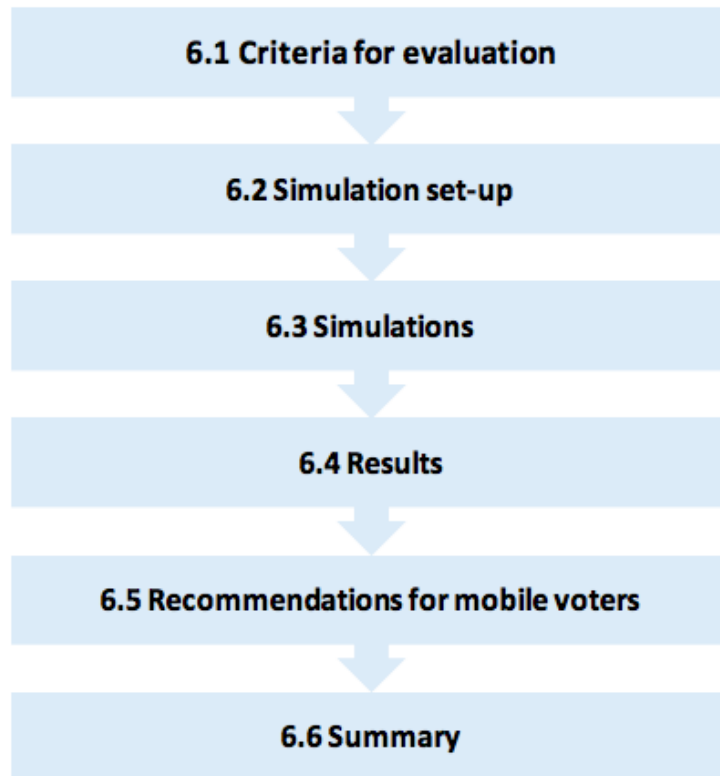 6.1 Criteria for evaluation
6.2 Simulation set-up
6.3 Simulations
6.4 Results
6.5 Recommendations for mobile voters
6.6 Summary